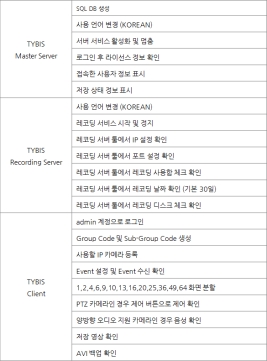 SQL DB 생성
사용 언어 변경 (KOREAN)
서버 서비스 활성화 및 멈춤
TYBIS
Master Server
로그인 후 라이선스 정보 확인
접속한 사용자 정보 표시
저장 상태 정보 표시
사용 언어 변경 (KOREAN)
레코딩 서비스 시작 및 정지
레코딩 서버 툴에서 IP 설정 확인
TYBIS
Recording Server
레코딩 서버 툴에서 포트 설정 확인
레코딩 서버 툴에서 레코딩 사용함 체크 확인
레코딩 서버 툴에서 레코딩 날짜 확인 (기본 30일)
레코딩 서버 툴에서 레코딩 디스크 체크 확인
admin 계정으로 로그인
Group Code 및 Sub-Group Code 생성
사용할 IP 카메라 등록
Event 설정 및 Event 수신 확인
TYBIS
Client
1,2,4,6,9,10,13,16,20,25,36,49,64 화면 분할
PTZ 카메라인 경우 제어 버튼으로 제어 확인
양방향 오디오 지원 카메라인 경우 음성 확인
저장 영상 확인
AVI 백업 확인